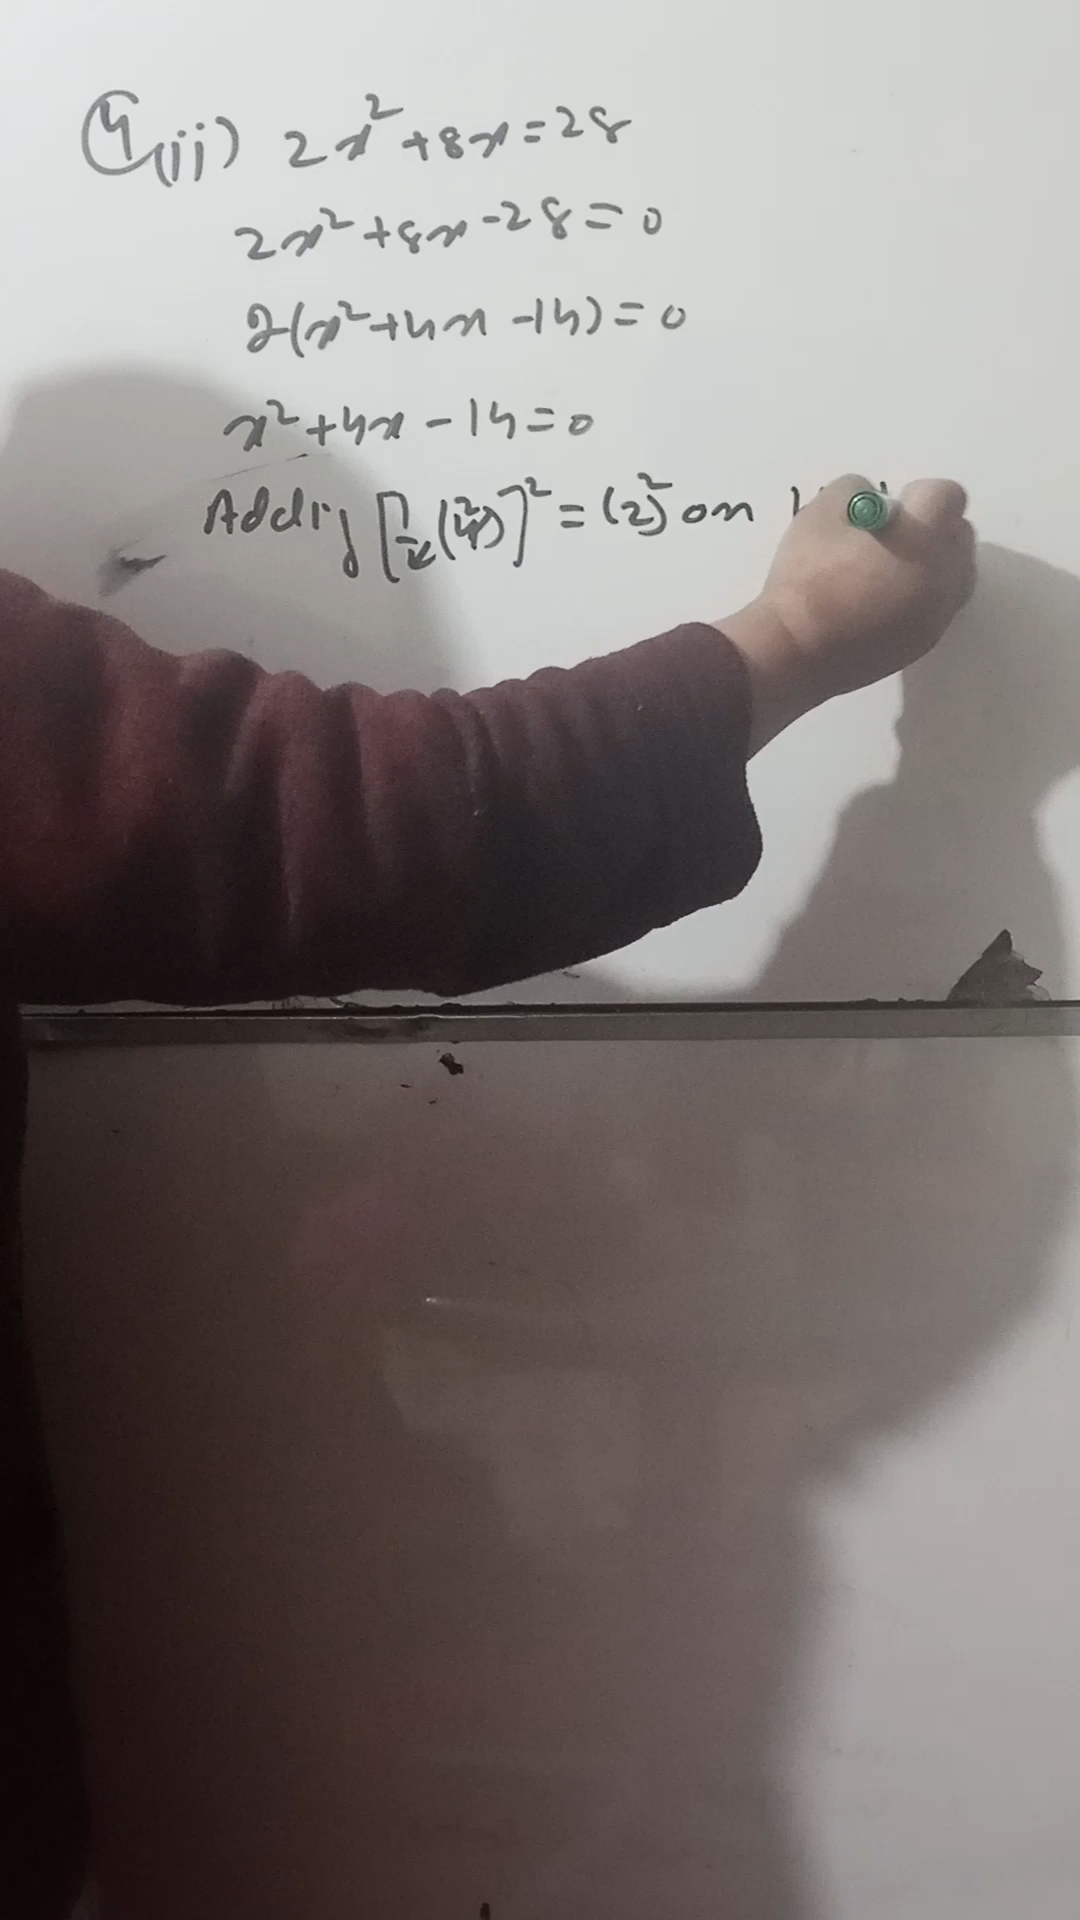 4(ii) 2x²+8x=28
2x²+8x-28=0
2(x²+4x-14)=0
x²+4x-14=0
Adding [1/2(4)]²=(2)² on